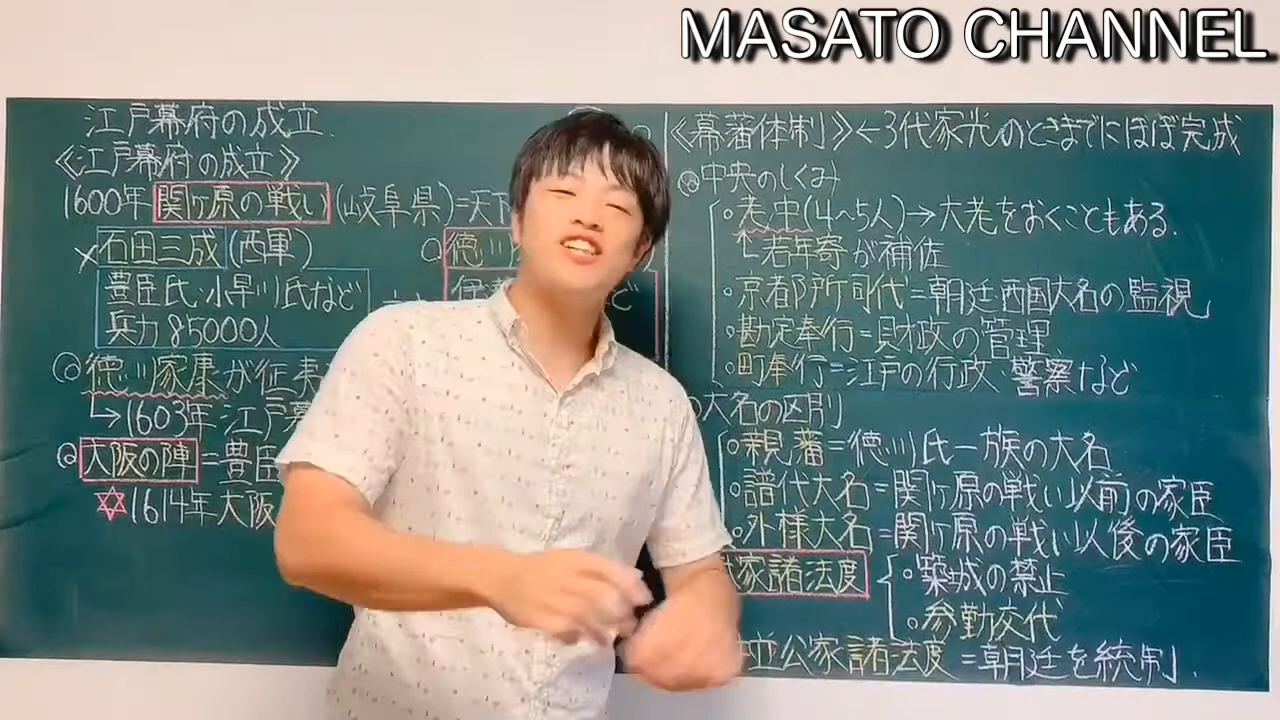 MASATO CHANNEL
江戸幕府の成立
《江戸幕府の成立》
1600年 関ヶ原の戦い (岐阜県)=天下
×石田三成(西軍)
豊臣氏・小早川氏など
兵力85000人
○徳川
◎徳川家康が征夷
↳1603年江戸幕
◎大阪の陣=豊臣
✡1614年大阪
《幕藩体制》←3代家光のときまでにほぼ完成
◎中央のしくみ
○老中(4~5人)→大老をおくこともある.
↑若年寄が補佐
○京都所司代=朝廷西国大名の監視
○勘定奉行=財政の管理
○町奉行=江戸の行政・警察など
大名の区別
○親藩=徳川氏一族の大名
○譜代大名=関ヶ原の戦い以前の家臣
○外様大名=関ヶ原の戦い以後の家臣
家諸法度
○築城の禁止
○参勤交代
並公家諸法度=朝廷を統制.